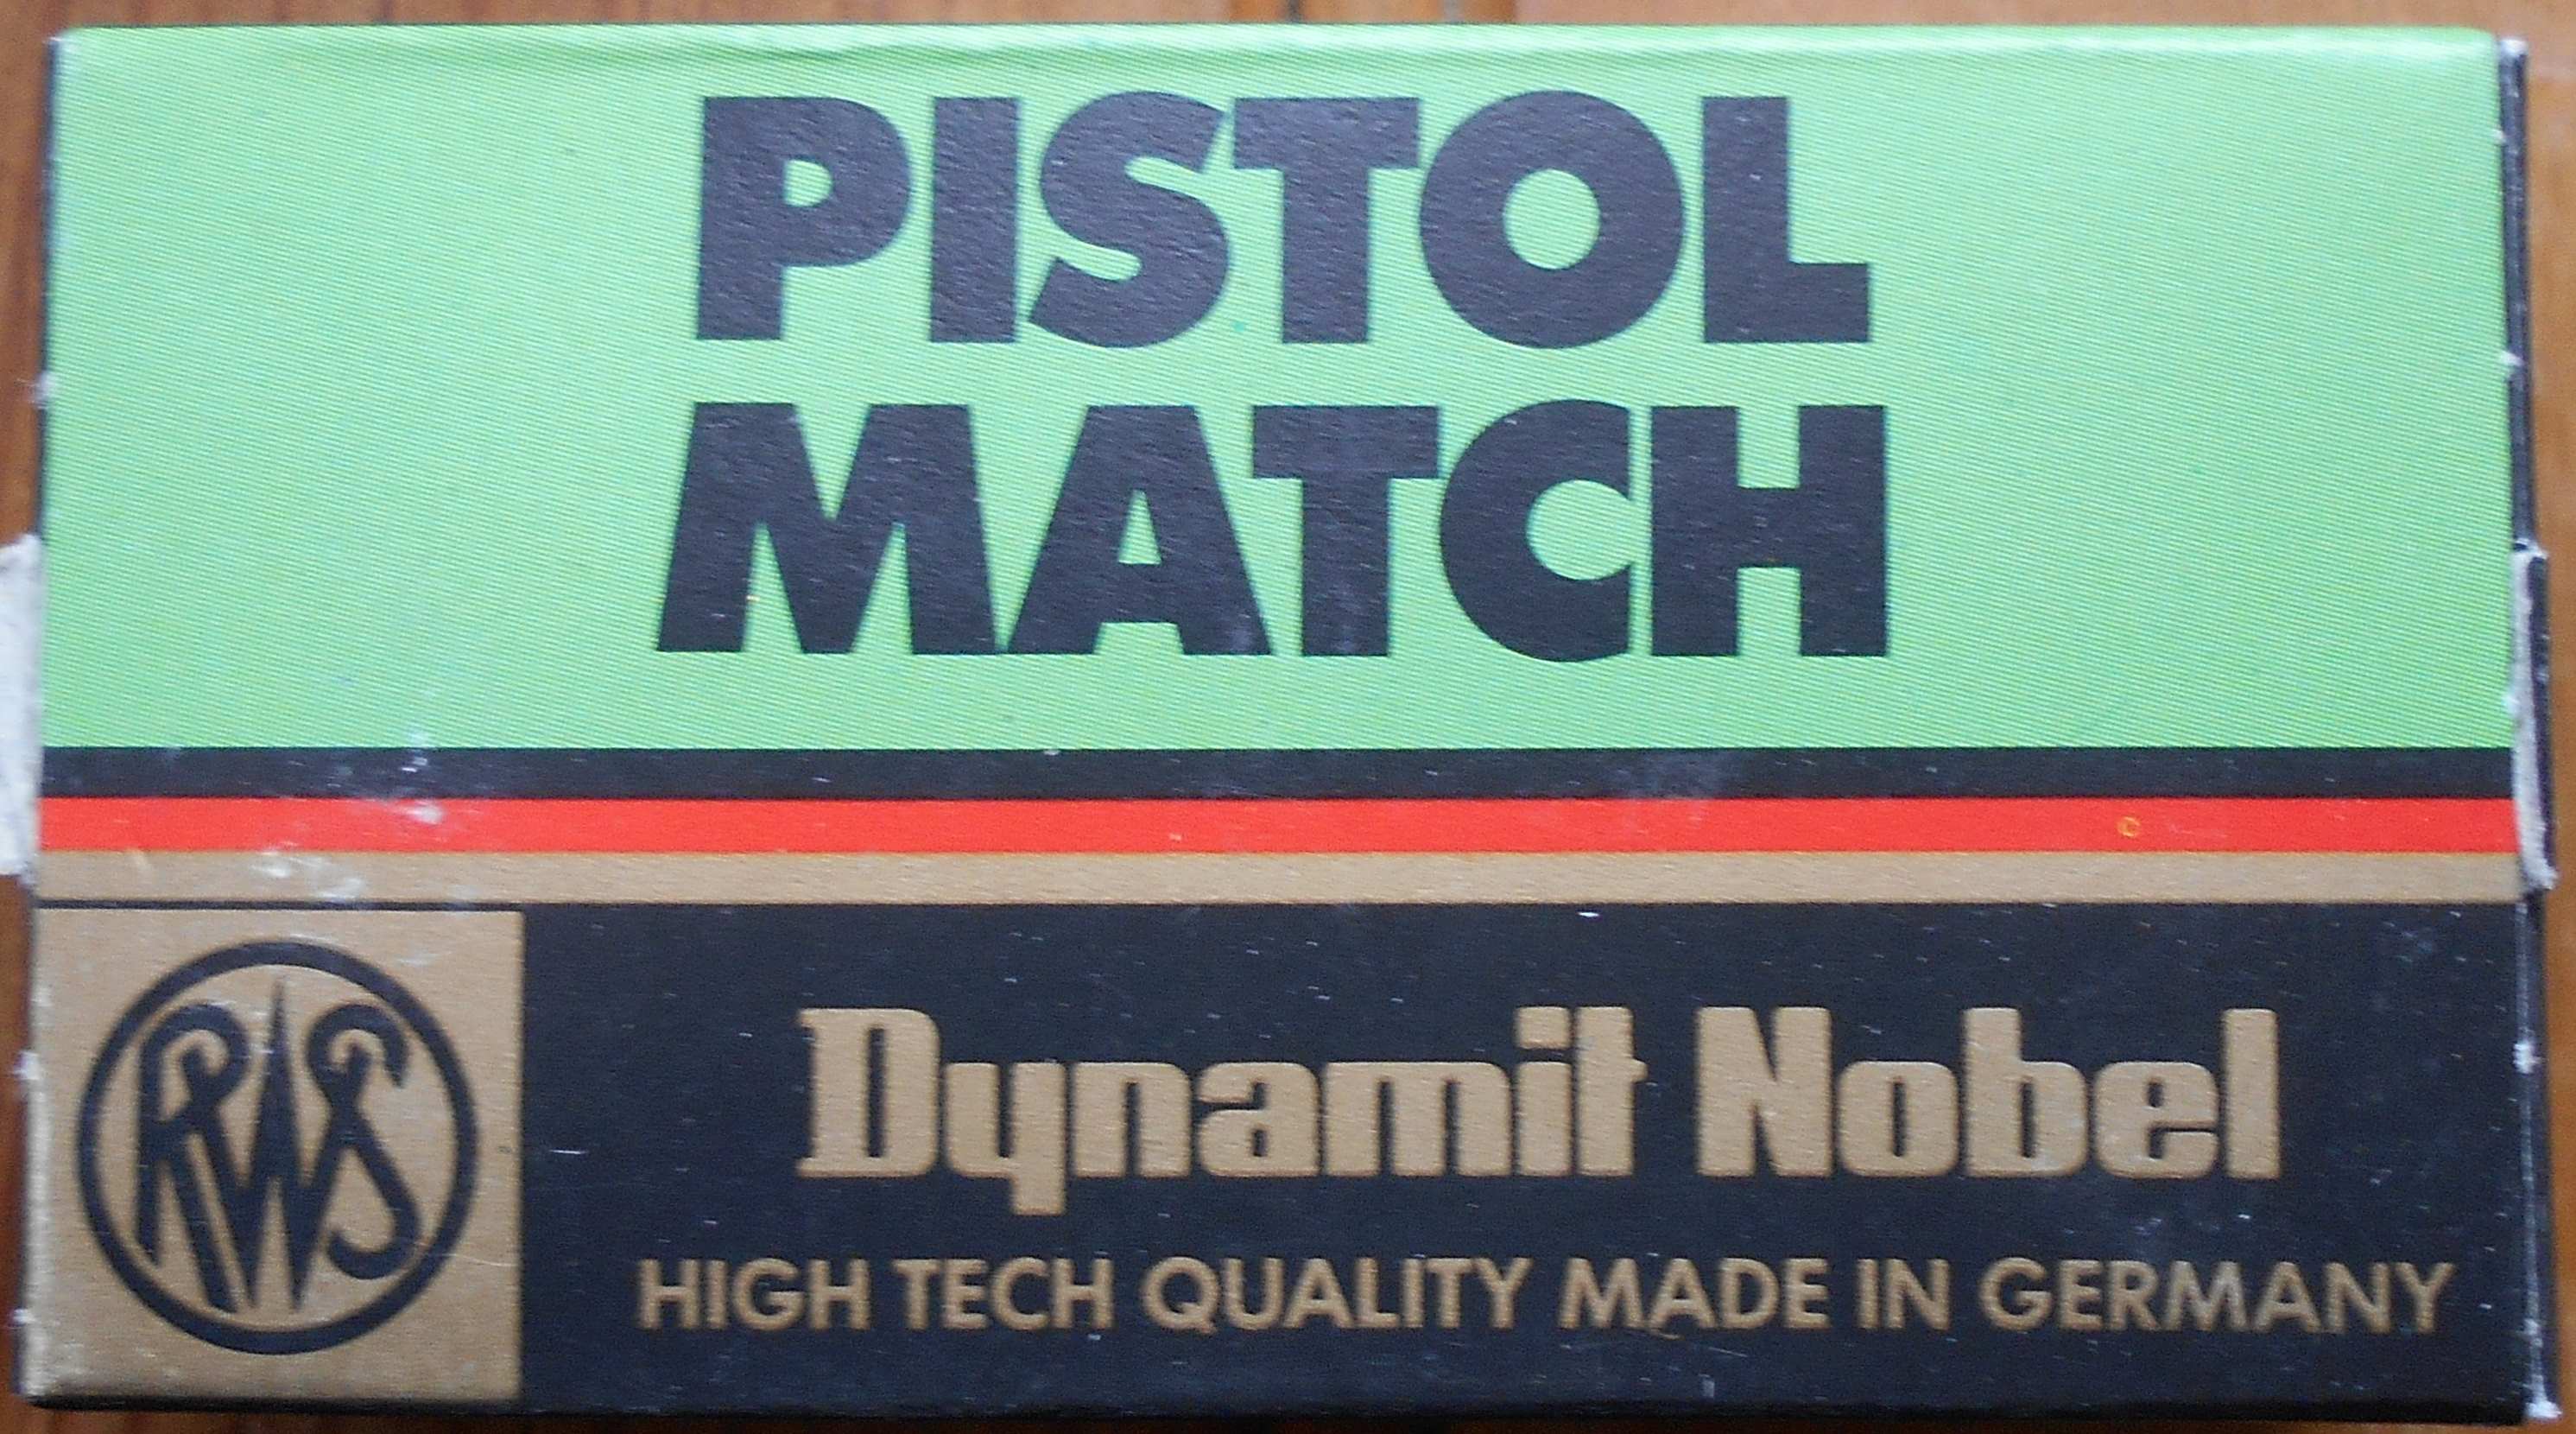 PISTOL
MATCH
RWS
Dynamit Nobel
HIGH TECH QUALITY MADE IN GERMANY